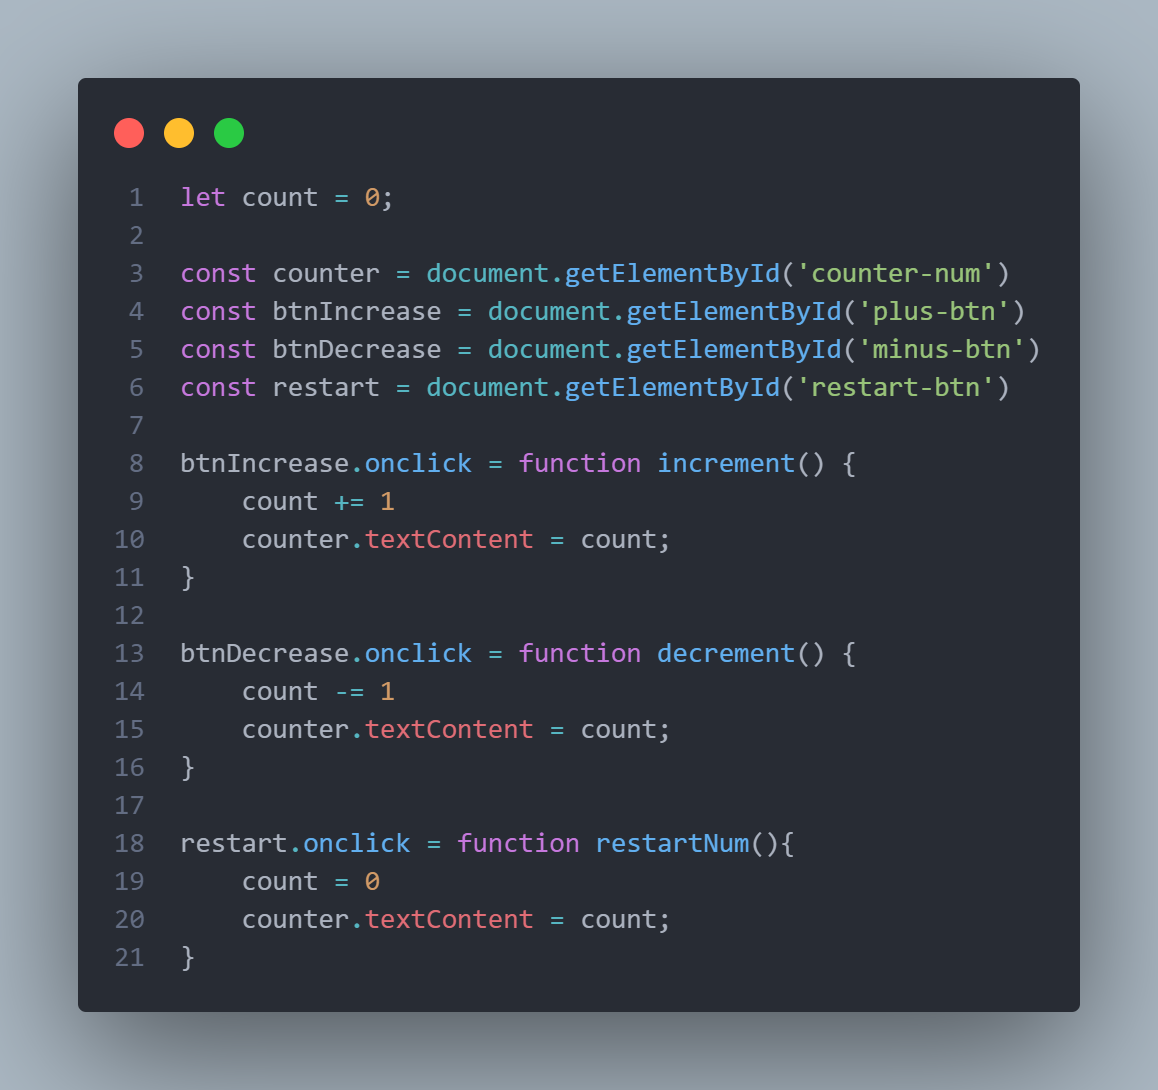 1 let count = 0;
2
3 const counter = document.getElementById('counter-num')
4 const btnIncrease = document.getElementById('plus-btn')
5 const btnDecrease = document.getElementById('minus-btn')
6 const restart = document.getElementById('restart-btn')
7
8 btnIncrease.onclick = function increment() {
9     count += 1
10     counter.textContent = count;
11 }
12
13 btnDecrease.onclick = function decrement() {
14     count -= 1
15     counter.textContent = count;
16 }
17
18 restart.onclick = function restartNum(){
19     count = 0
20     counter.textContent = count;
21 }